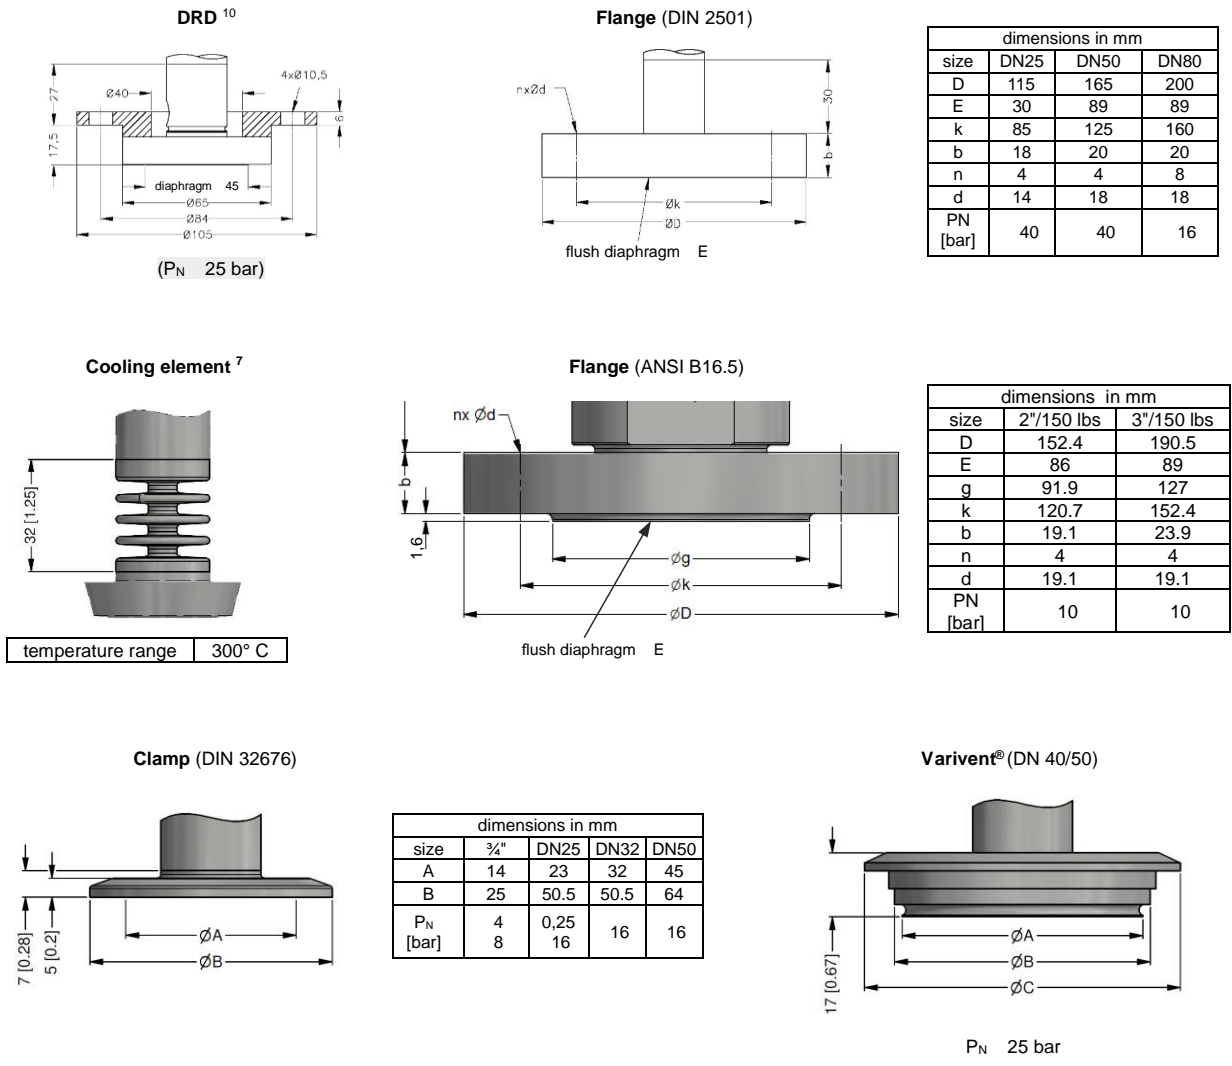 DRD 10
27
Ø40
4xØ10,5
6
17,5
diaphragm 45
Ø65
Ø84
Ø105
(PN 25 bar)
Flange (DIN 2501)
nxØd
30
b
Øk
ØD
flush diaphragm E
dimensions in mm
size DN25 DN50 DN80
D 115 165 200
E 30 89 89
k 85 125 160
b 18 20 20
n 4 4 8
d 14 18 18
PN
[bar] 40 40 16
Cooling element 7
32 [1.25]
temperature range 300° C
Flange (ANSI B16.5)
nx Ød
b
1,6
Øg
Øk
ØD
flush diaphragm E
dimensions in mm
size 2"/150 lbs 3"/150 lbs
D 152.4 190.5
E 86 89
g 91.9 127
k 120.7 152.4
b 19.1 23.9
n 4 4
d 19.1 19.1
PN
[bar] 10 10
Clamp (DIN 32676)
7 [0.28]
5 [0.2]
ØA
ØB
dimensions in mm
size ¾" DN25 DN32 DN50
A 14 23 32 45
B 25 50.5 50.5 64
PN 4 0,25
[bar] 8 16 16 16
Varivent® (DN 40/50)
17 [0.67]
ØA
ØB
ØC
PN 25 bar